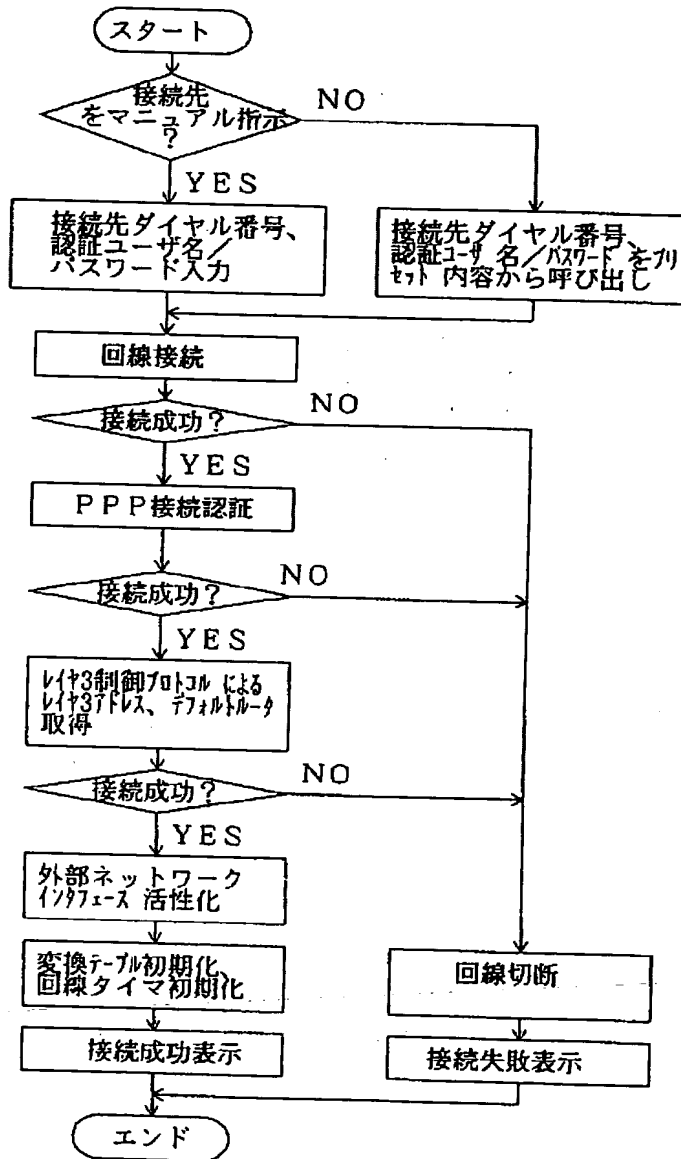 スタート
接続先
をマニュアル指示
?
NO
YES
接続先ダイヤル番号、
認証ユーザ名/
パスワード入力
接続先ダイヤル番号、
認証ユーザ 名/パスワード をプリ
セット 内容から呼び出し
回線接続
接続成功?
NO
YES
PPP接続認証
接続成功?
NO
YES
レイヤ3制御プロトコル による
レイヤ3アドレス、デフォルトルータ
取得
接続成功?
NO
YES
外部ネットワーク
インタフェース 活性化
変換テーブル初期化、
回線タイマ初期化
接続成功表示
回線切断
接続失敗表示
エンド